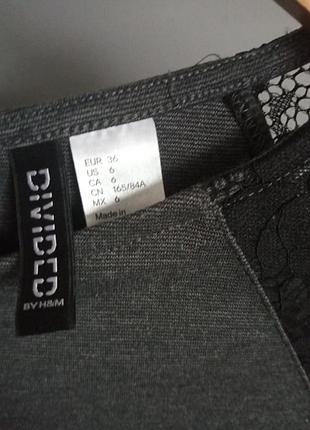 DIVIDED
BY H&M
EUR 36
US 6
CA 6
CN 165/84A
MX 6
Made in